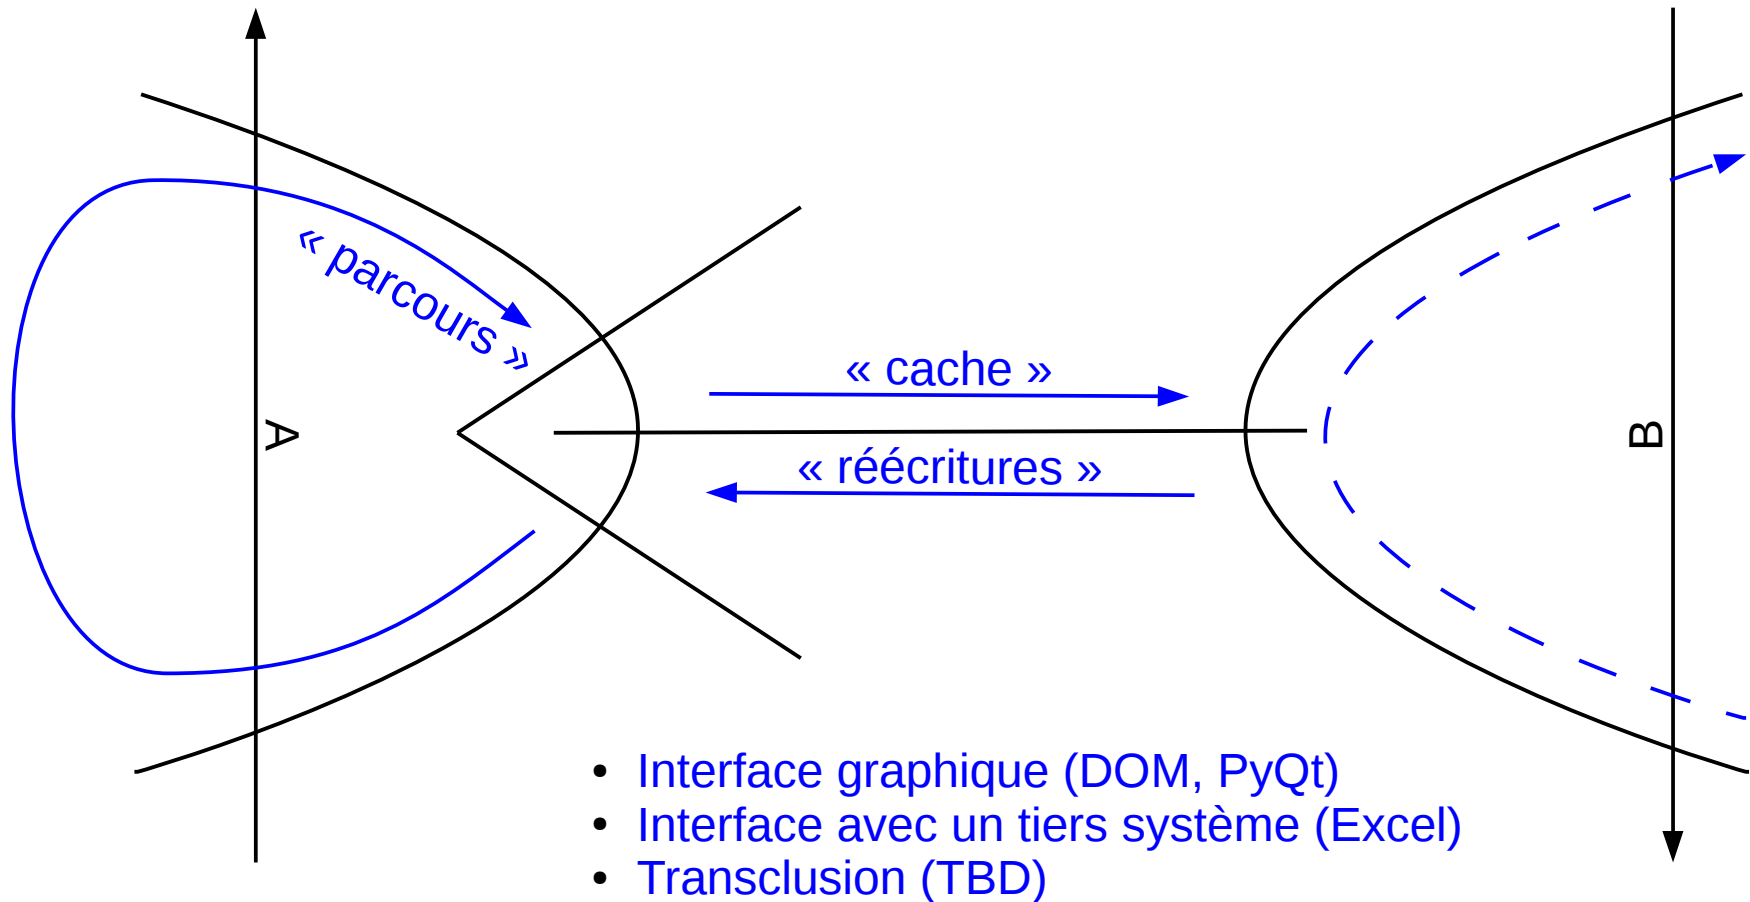 « parcours »
A
« cache »
« réécritures »
B
• Interface graphique (DOM, PyQt)
• Interface avec un tiers système (Excel)
• Transclusion (TBD)